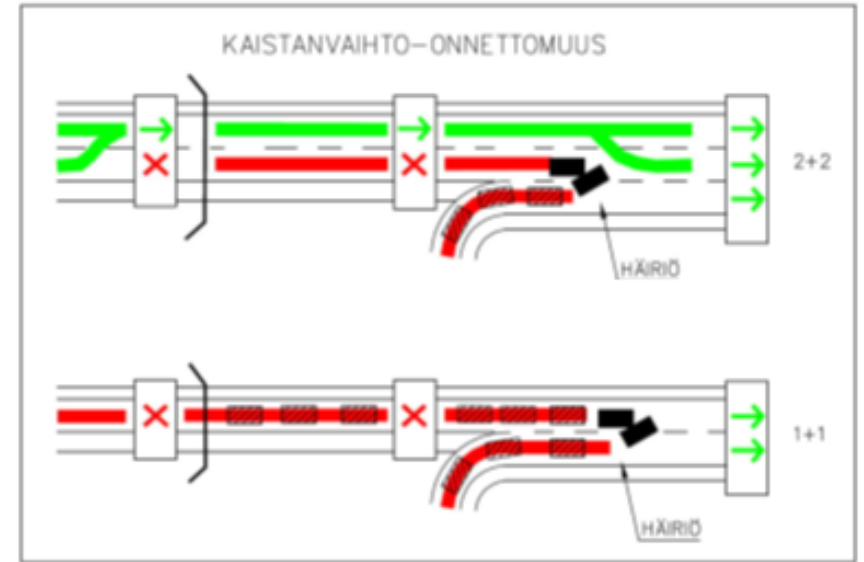 KAISTANVAIHTO-ONNETTOMUUS
2+2
HÄIRIÖ
1+1
HÄIRIÖ